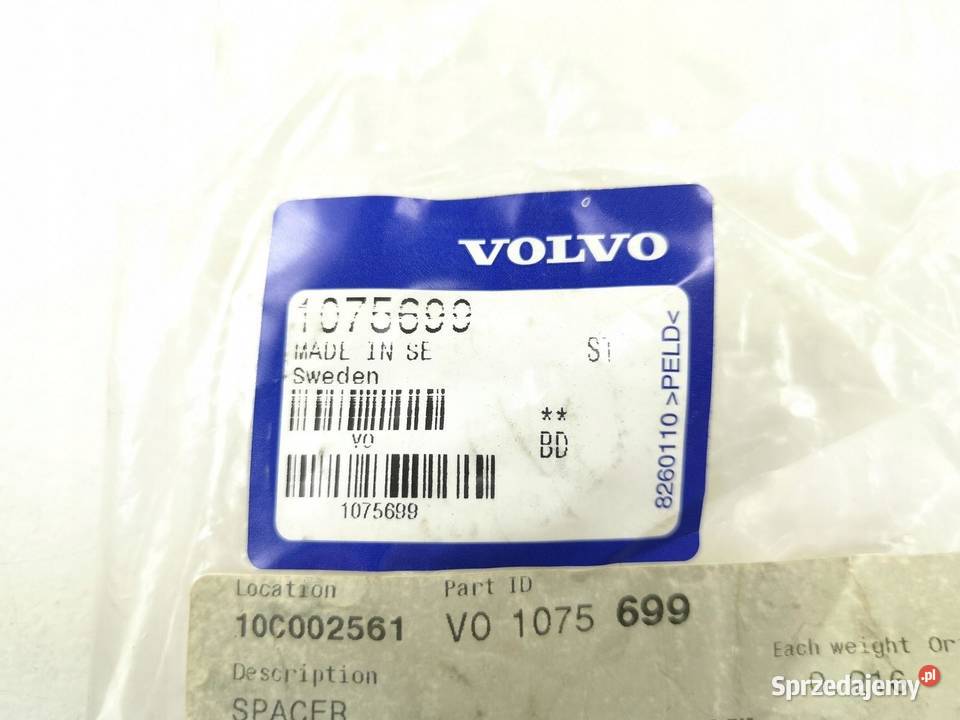 VOLVO
1075699
MADE IN SE ST
Sweden
**
VO BD
1075699
8260110 >PELD<
Location Part ID
10C002561 VO 1075 699
Each weight Or
Description
SPACER
Sprzedajemy.pl